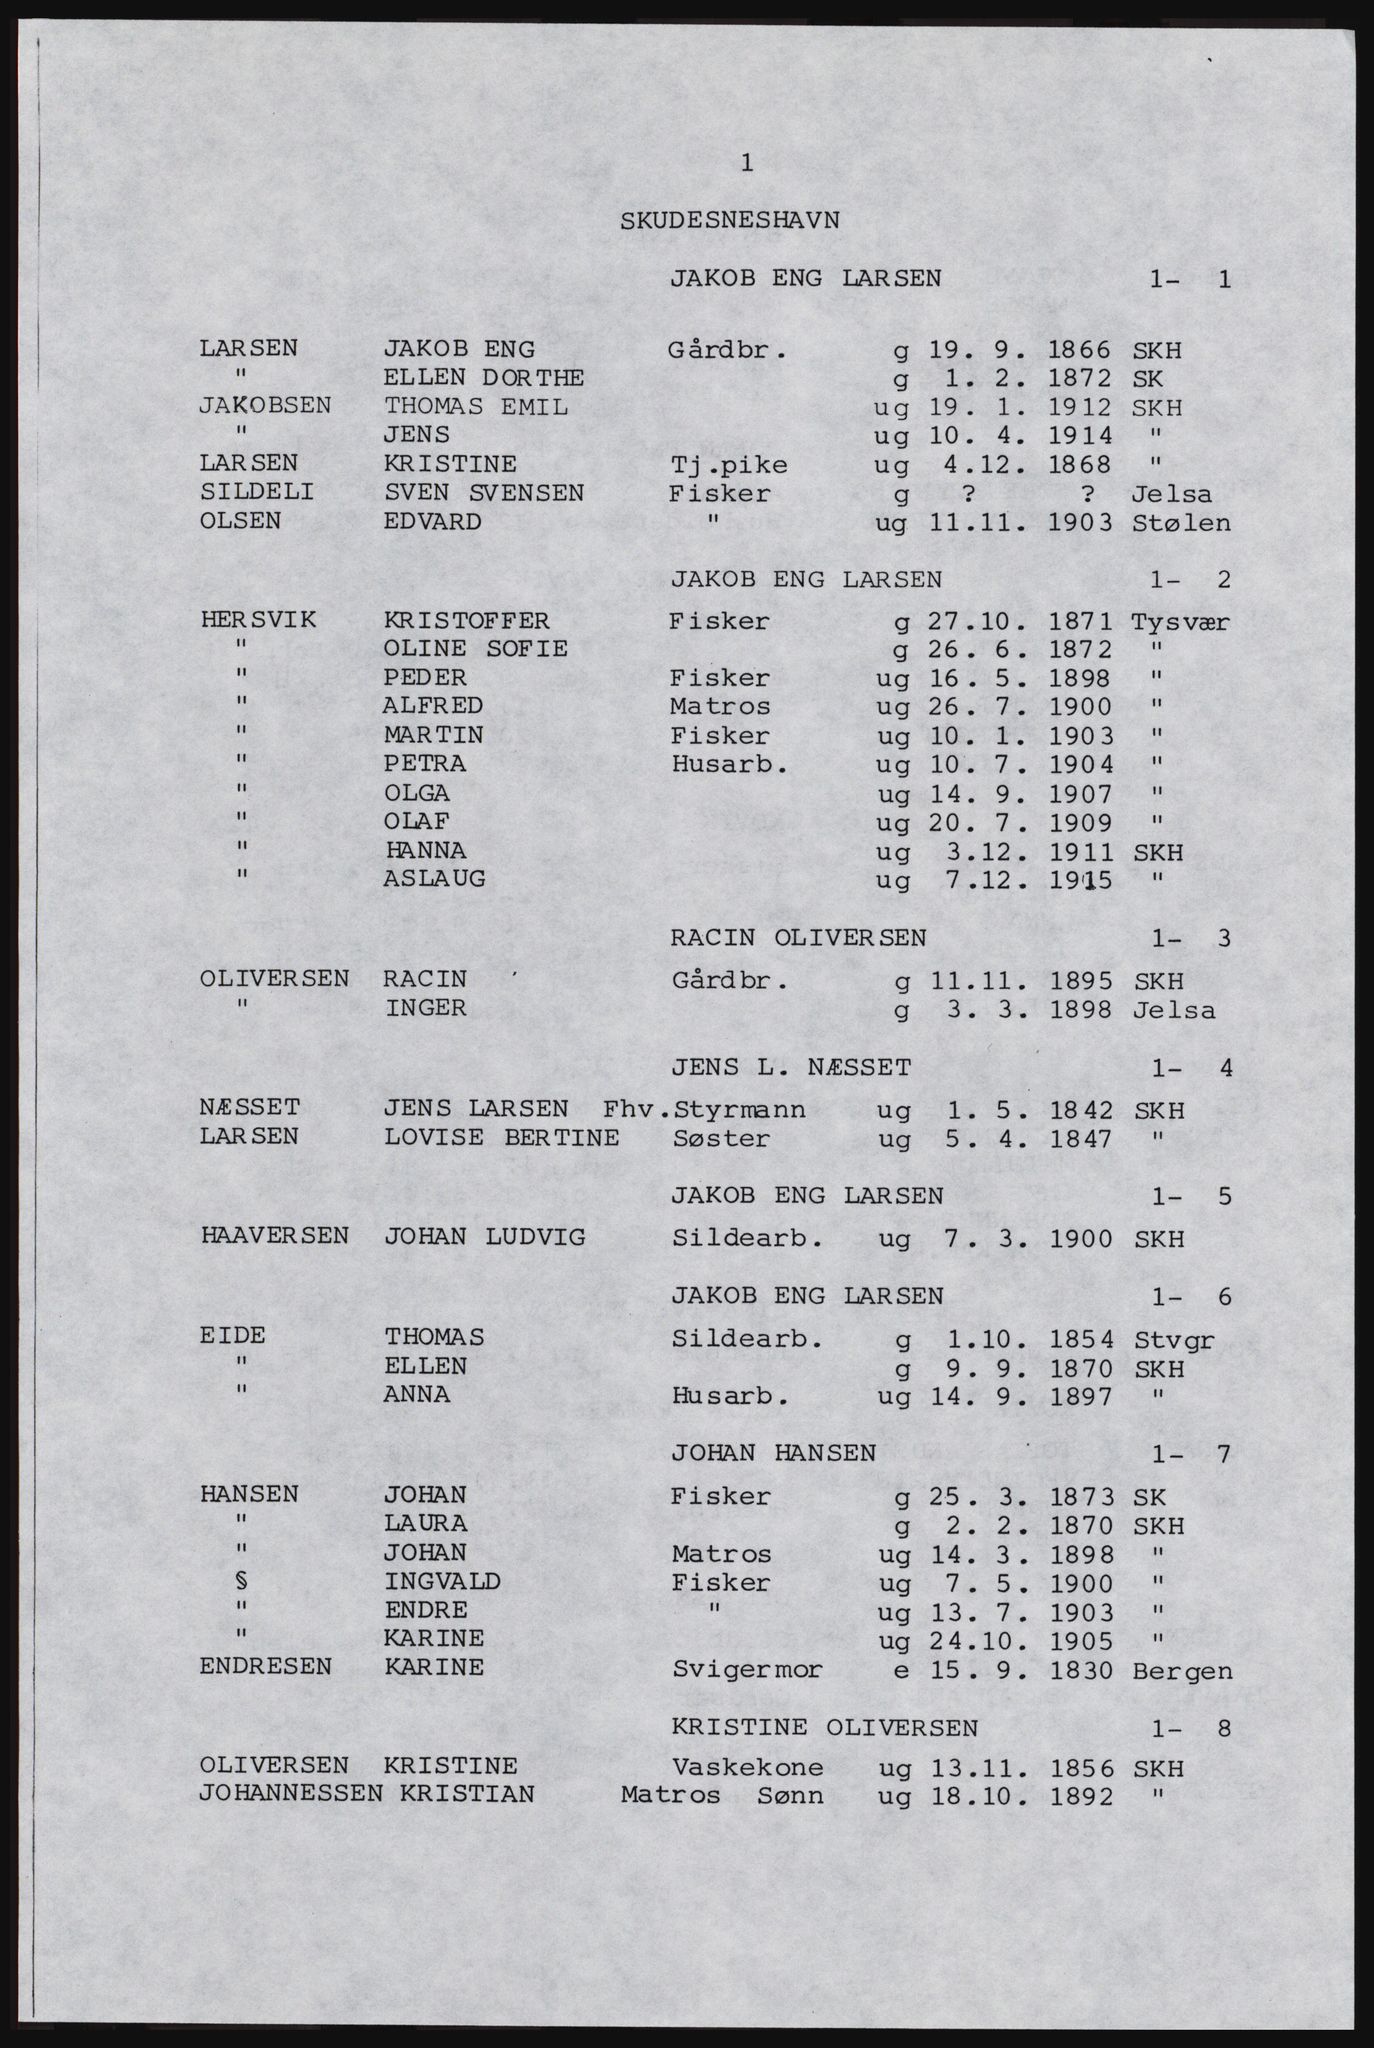 1
SKUDESNESHAVN
JAKOB ENG LARSEN 1- 1
LARSEN JAKOB ENG Gårdbr. g 19. 9. 1866 SKH
" ELLEN DORTHE g 1. 2. 1872 SK
JAKOBSEN THOMAS EMIL ug 19. 1. 1912 SKH
" JENS ug 10. 4. 1914 "
LARSEN KRISTINE Tj.pike ug 4.12. 1868 "
SILDELI SVEN SVENSEN Fisker g ? ? Jelsa
OLSEN EDVARD " ug 11.11. 1903 Stølen
JAKOB ENG LARSEN 1- 2
HERSVIK KRISTOFFER Fisker g 27.10. 1871 Tysvær
" OLINE SOFIE g 26. 6. 1872 "
" PEDER Fisker ug 16. 5. 1898 "
" ALFRED Matros ug 26. 7. 1900 "
" MARTIN Fisker ug 10. 1. 1903 "
" PETRA Husarb. ug 10. 7. 1904 "
" OLGA ug 14. 9. 1907 "
" OLAF ug 20. 7. 1909 "
" HANNA ug 3.12. 1911 SKH
" ASLAUG ug 7.12. 1915 "
RACIN OLIVERSEN 1- 3
OLIVERSEN RACIN Gårdbr. g 11.11. 1895 SKH
" INGER g 3. 3. 1898 Jelsa
JENS L. NÆSSET 1- 4
NÆSSET JENS LARSEN Fhv.Styrmann ug 1. 5. 1842 SKH
LARSEN LOVISE BERTINE Søster ug 5. 4. 1847 "
JAKOB ENG LARSEN 1- 5
HAAVERSEN JOHAN LUDVIG Sildearb. ug 7. 3. 1900 SKH
JAKOB ENG LARSEN 1- 6
EIDE THOMAS Sildearb. g 1.10. 1854 Stvgr
" ELLEN g 9. 9. 1870 SKH
" ANNA Husarb. ug 14. 9. 1897 "
JOHAN HANSEN 1- 7
HANSEN JOHAN Fisker g 25. 3. 1873 SK
" LAURA g 2. 2. 1870 SKH
" JOHAN Matros ug 14. 3. 1898 "
§ INGVALD Fisker ug 7. 5. 1900 "
" ENDRE " ug 13. 7. 1903 "
" KARINE ug 24.10. 1905 "
ENDRESEN KARINE Svigermor e 15. 9. 1830 Bergen
KRISTINE OLIVERSEN 1- 8
OLIVERSEN KRISTINE Vaskekone ug 13.11. 1856 SKH
JOHANNESSEN KRISTIAN Matros Sønn ug 18.10. 1892 "